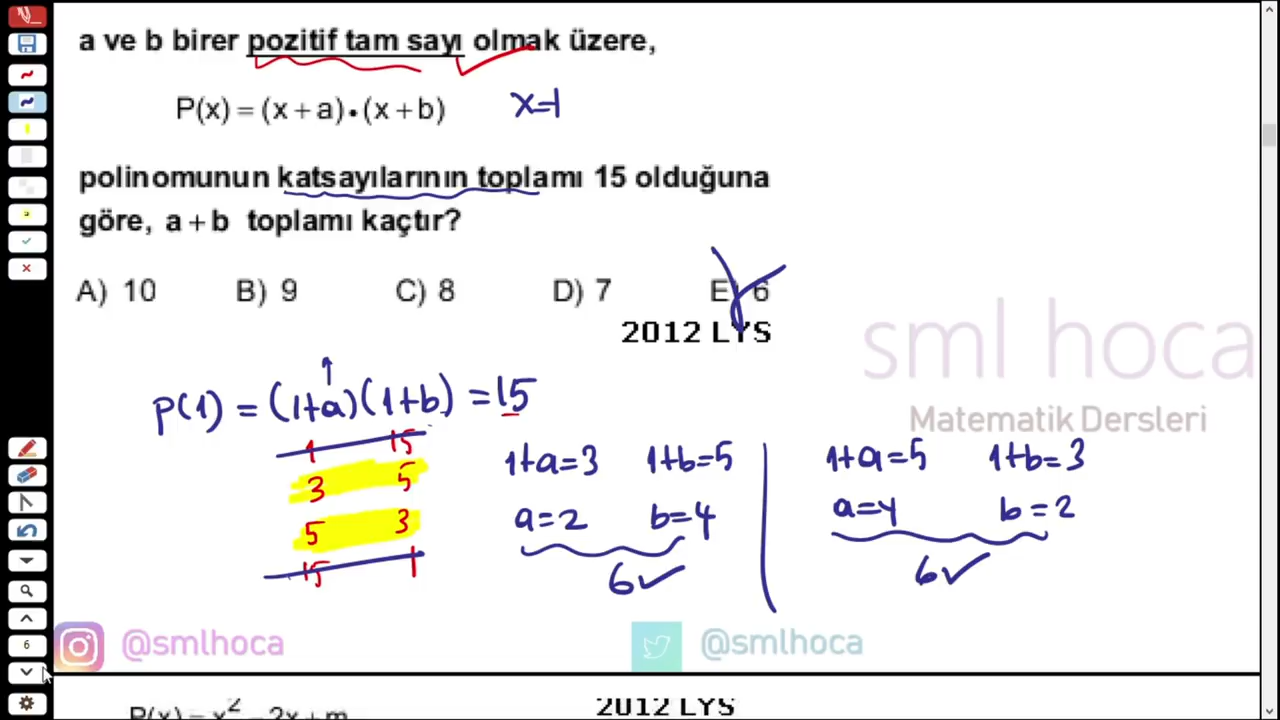 a ve b birer pozitif tam sayı olmak üzere,
P(x) = (x + a)•(x + b) x=1
polinomunun katsayılarının toplamı 15 olduğuna
göre, a + b toplamı kaçtır?
A) 10 B) 9 C) 8 D) 7 E) 6
2012 LYS
sml hoca
Matematik Dersleri
P(1) = (1+a)(1+b) = 15
1 15
3 5
5 3
15 1
1+a=3 1+b=5
a=2 b=4
6
1+a=5 1+b=3
a=4 b=2
6
@smlhoca @smlhoca
6
P(x) = x² - 2x + m
2012 LYS